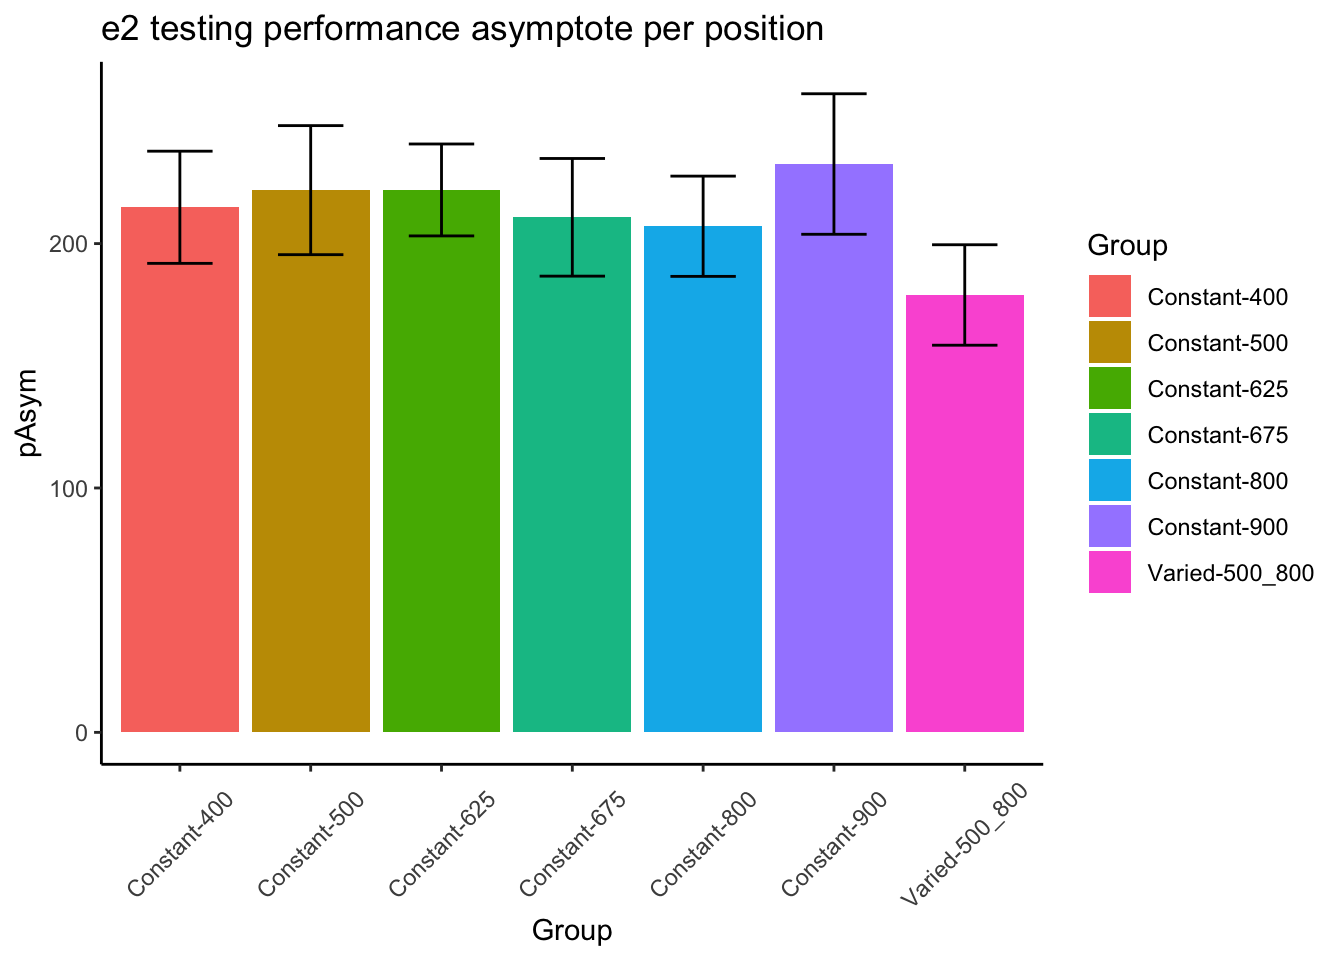 e2 testing performance asymptote per position
pAsym
200
100
0
Constant-400
Constant-500
Constant-625
Constant-675
Constant-800
Constant-900
Varied-500_800
Group
Group
Constant-400
Constant-500
Constant-625
Constant-675
Constant-800
Constant-900
Varied-500_800